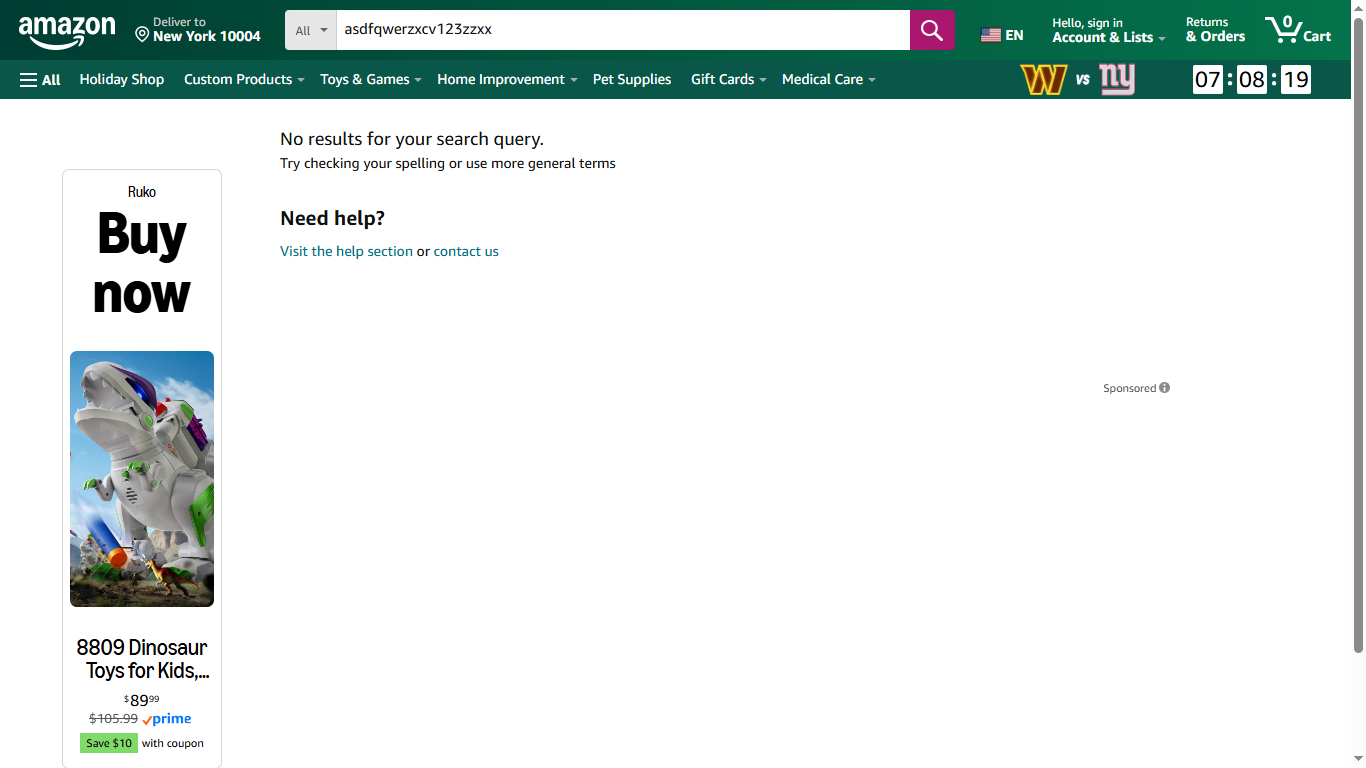 amazon
Deliver to
New York 10004
All
asdfqwerzxcv123zzxx
EN
Hello, sign in
Account & Lists
Returns
& Orders
0
Cart
All
Holiday Shop
Custom Products
Toys & Games
Home Improvement
Pet Supplies
Gift Cards
Medical Care
W vs ny
07 : 08 : 19
No results for your search query.
Try checking your spelling or use more general terms
Need help?
Visit the help section or contact us
Sponsored
Ruko
Buy
now
8809 Dinosaur
Toys for Kids,...
$8999
$105.99 prime
Save $10 with coupon